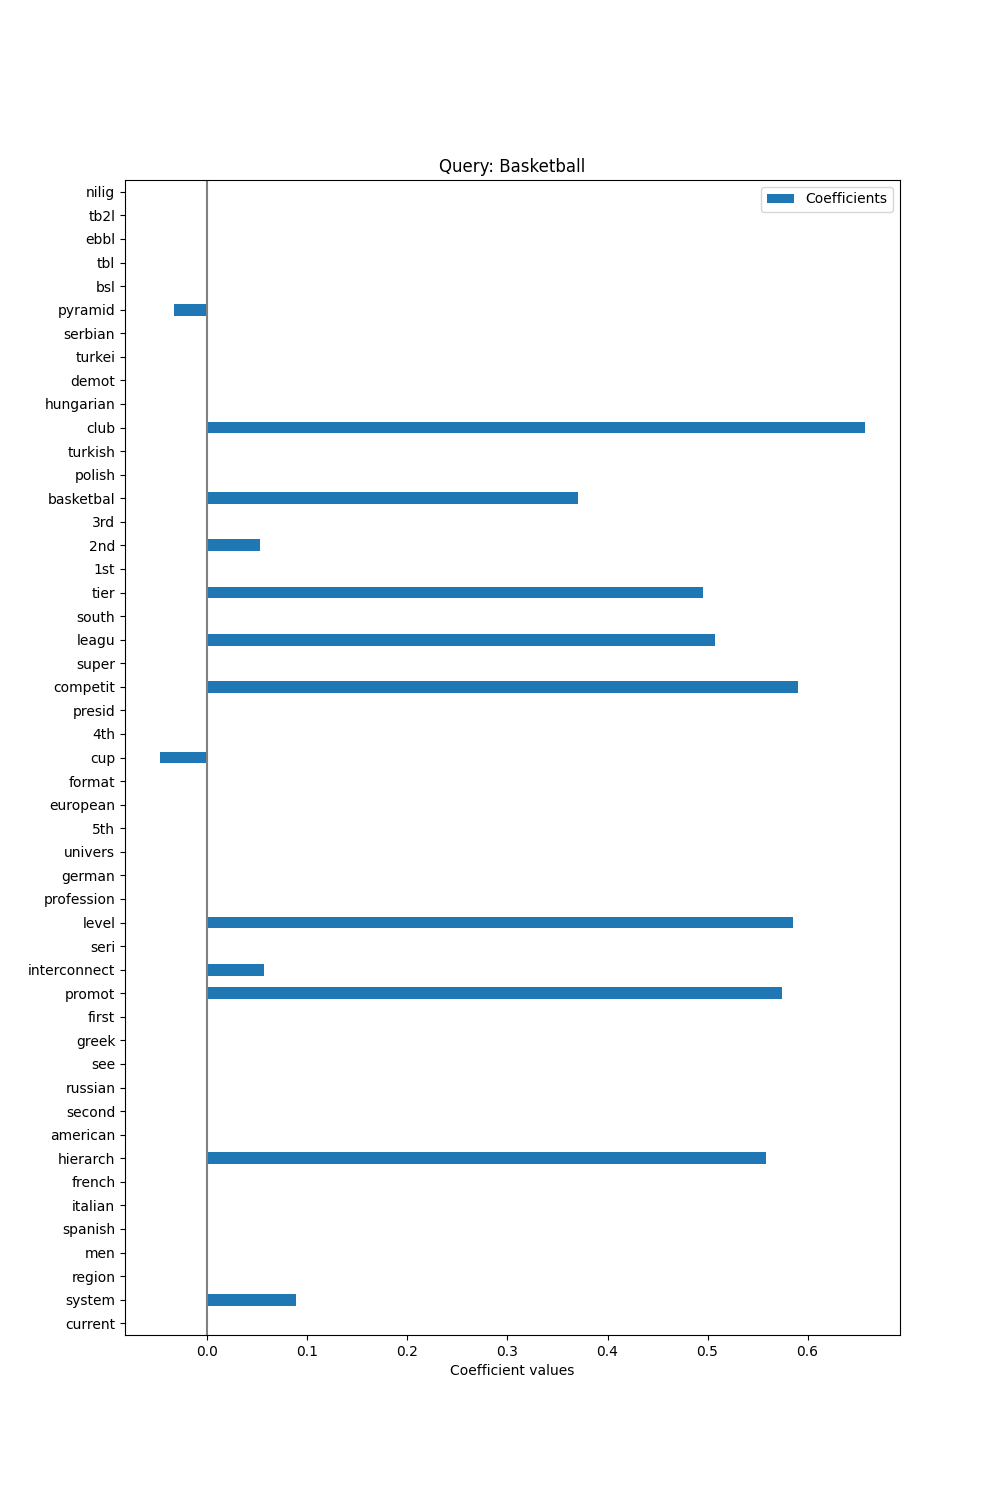 Query: Basketball
Coefficients
nilig
tb2l
ebbl
tbl
bsl
pyramid
serbian
turkei
demot
hungarian
club
turkish
polish
basketbal
3rd
2nd
1st
tier
south
leagu
super
competit
presid
4th
cup
format
european
5th
univers
german
profession
level
seri
interconnect
promot
first
greek
see
russian
second
american
hierarch
french
italian
spanish
men
region
system
current
0.0 0.1 0.2 0.3 0.4 0.5 0.6
Coefficient values